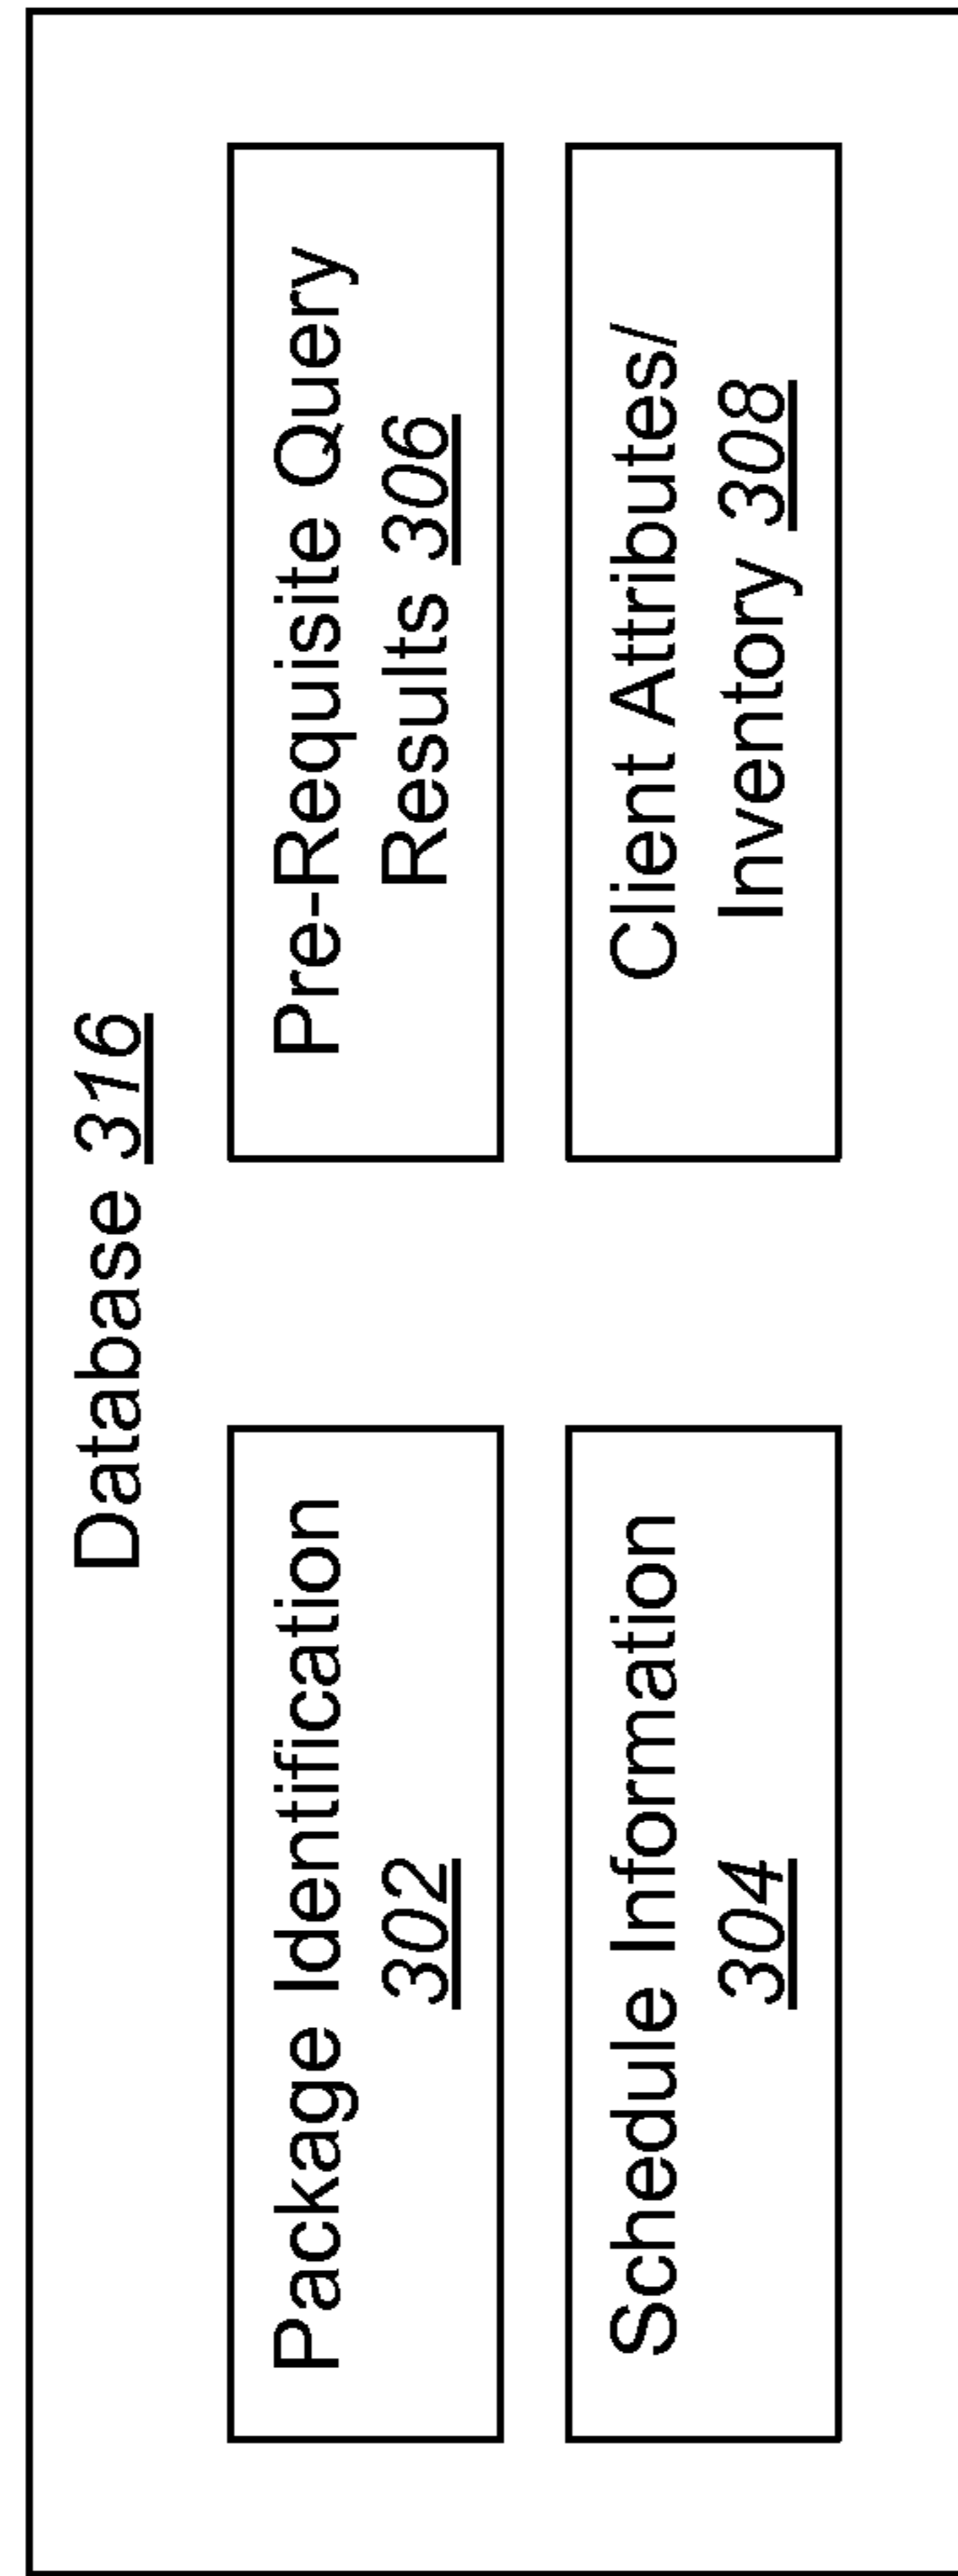 Database 316
Package Identification
302
Pre-Requisite Query
Results 306
Schedule Information
304
Client Attributes/
Inventory 308